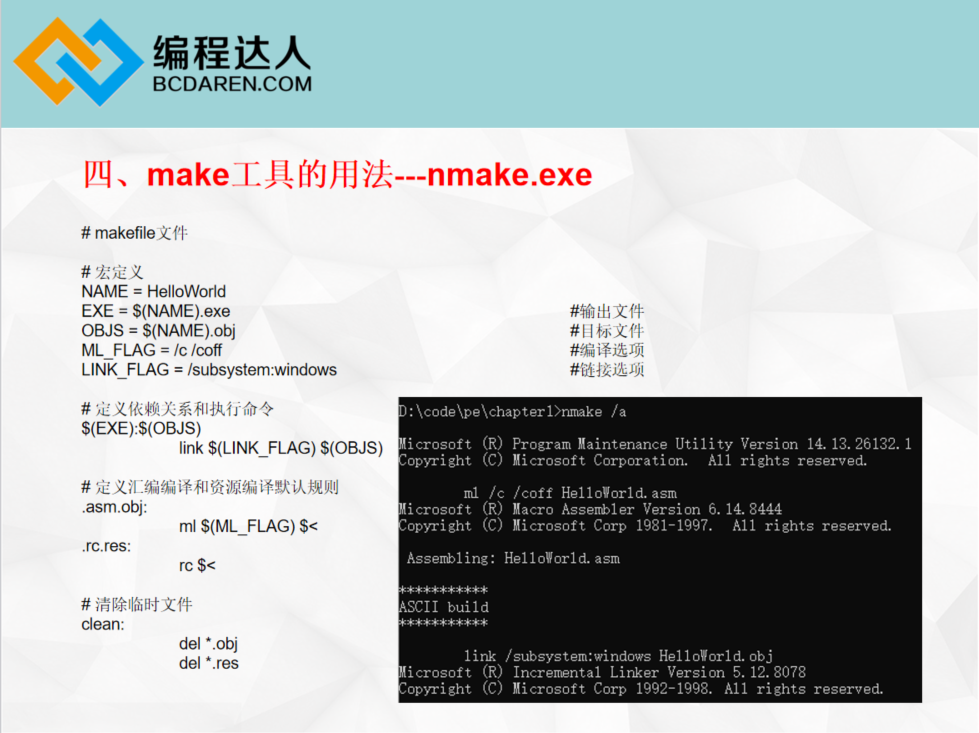 编程达人
BCDAREN.COM
四、make工具的用法---nmake.exe
# makefile文件
# 宏定义
NAME = HelloWorld
EXE = $(NAME).exe #输出文件
OBJS = $(NAME).obj #目标文件
ML_FLAG = /c /coff #编译选项
LINK_FLAG = /subsystem:windows #链接选项
# 定义依赖关系和执行命令
$(EXE):$(OBJS)
link $(LINK_FLAG) $(OBJS)
# 定义汇编编译和资源编译默认规则
.asm.obj:
ml $(ML_FLAG) $<
.rc.res:
rc $<
# 清除临时文件
clean:
del *.obj
del *.res
D:\code\pe\chapter1>nmake /a
Microsoft (R) Program Maintenance Utility Version 14.13.26132.1
Copyright (C) Microsoft Corporation.  All rights reserved.
ml /c /coff HelloWorld.asm
Microsoft (R) Macro Assembler Version 6.14.8444
Copyright (C) Microsoft Corp 1981-1997.  All rights reserved.
Assembling: HelloWorld.asm
***********
ASCII build
***********
link /subsystem:windows HelloWorld.obj
Microsoft (R) Incremental Linker Version 5.12.8078
Copyright (C) Microsoft Corp 1992-1998. All rights reserved.